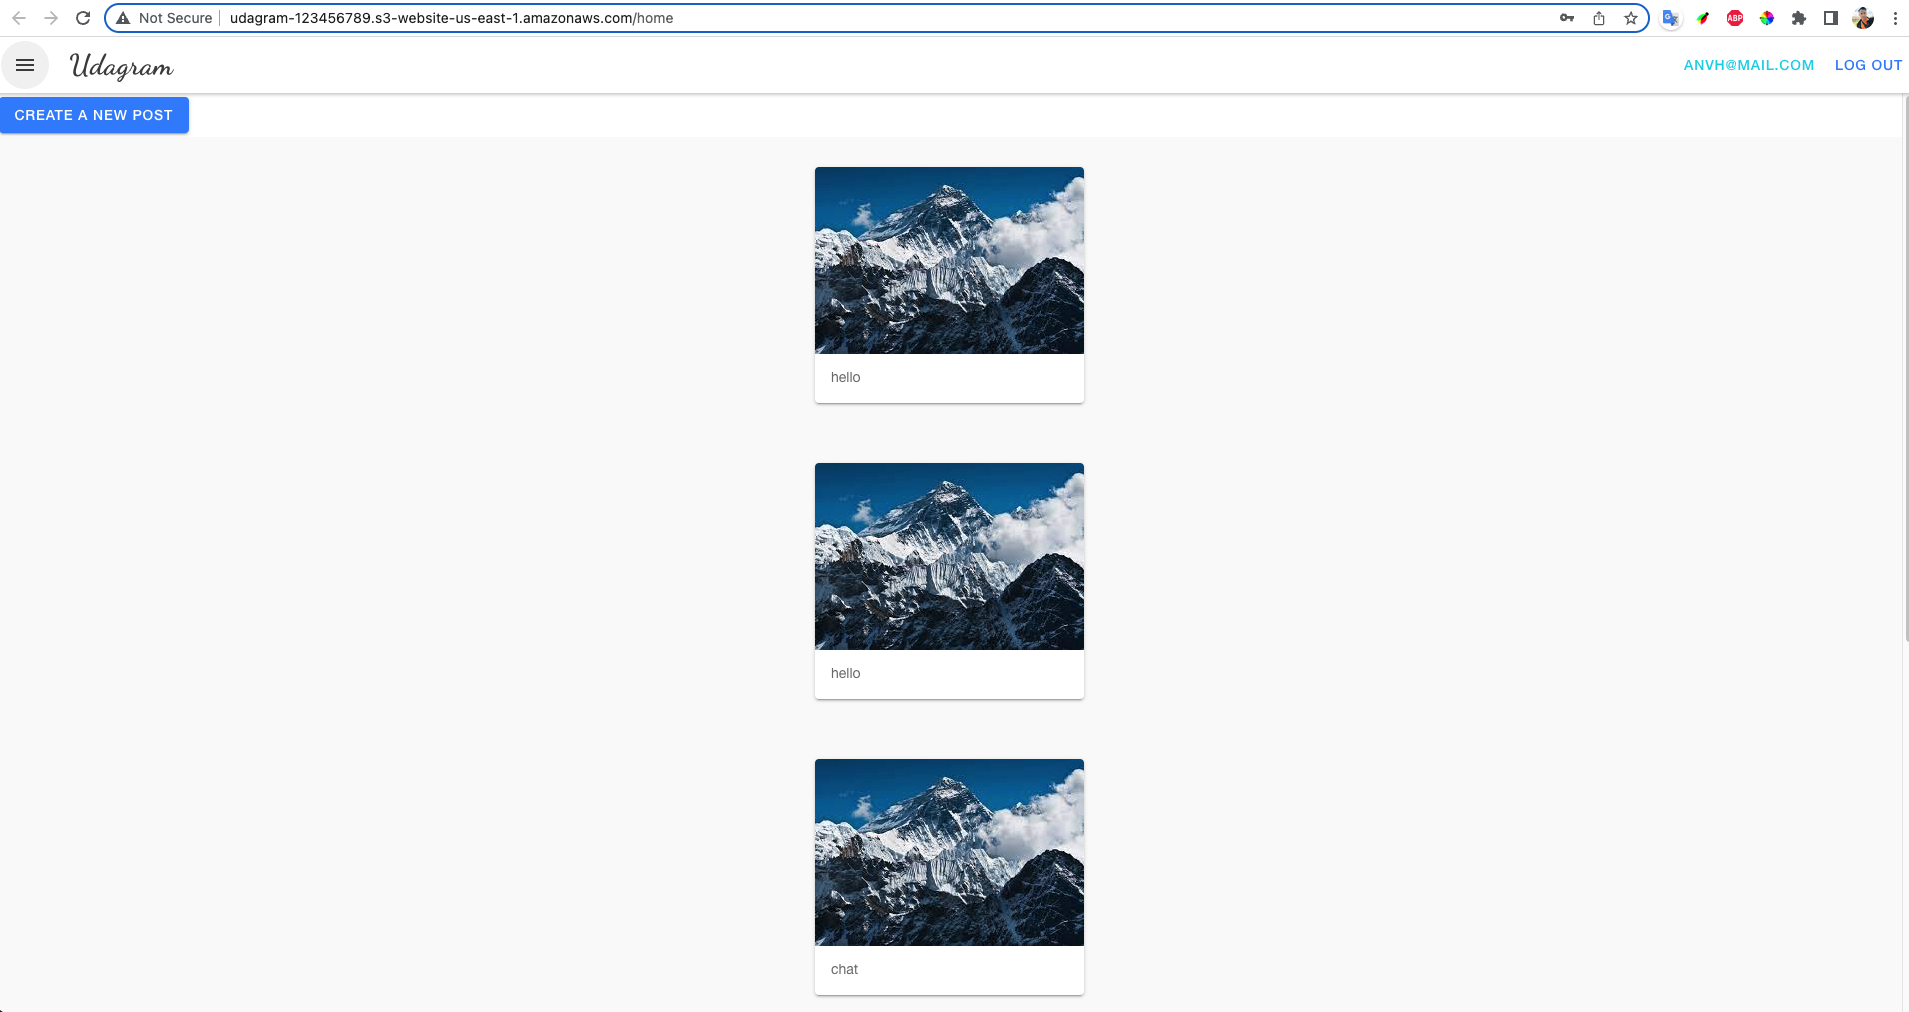 Not Secure udagram-123456789.s3-website-us-east-1.amazonaws.com/home
ABP
Udagram
ANVH@MAIL.COM LOG OUT
CREATE A NEW POST
hello
hello
chat